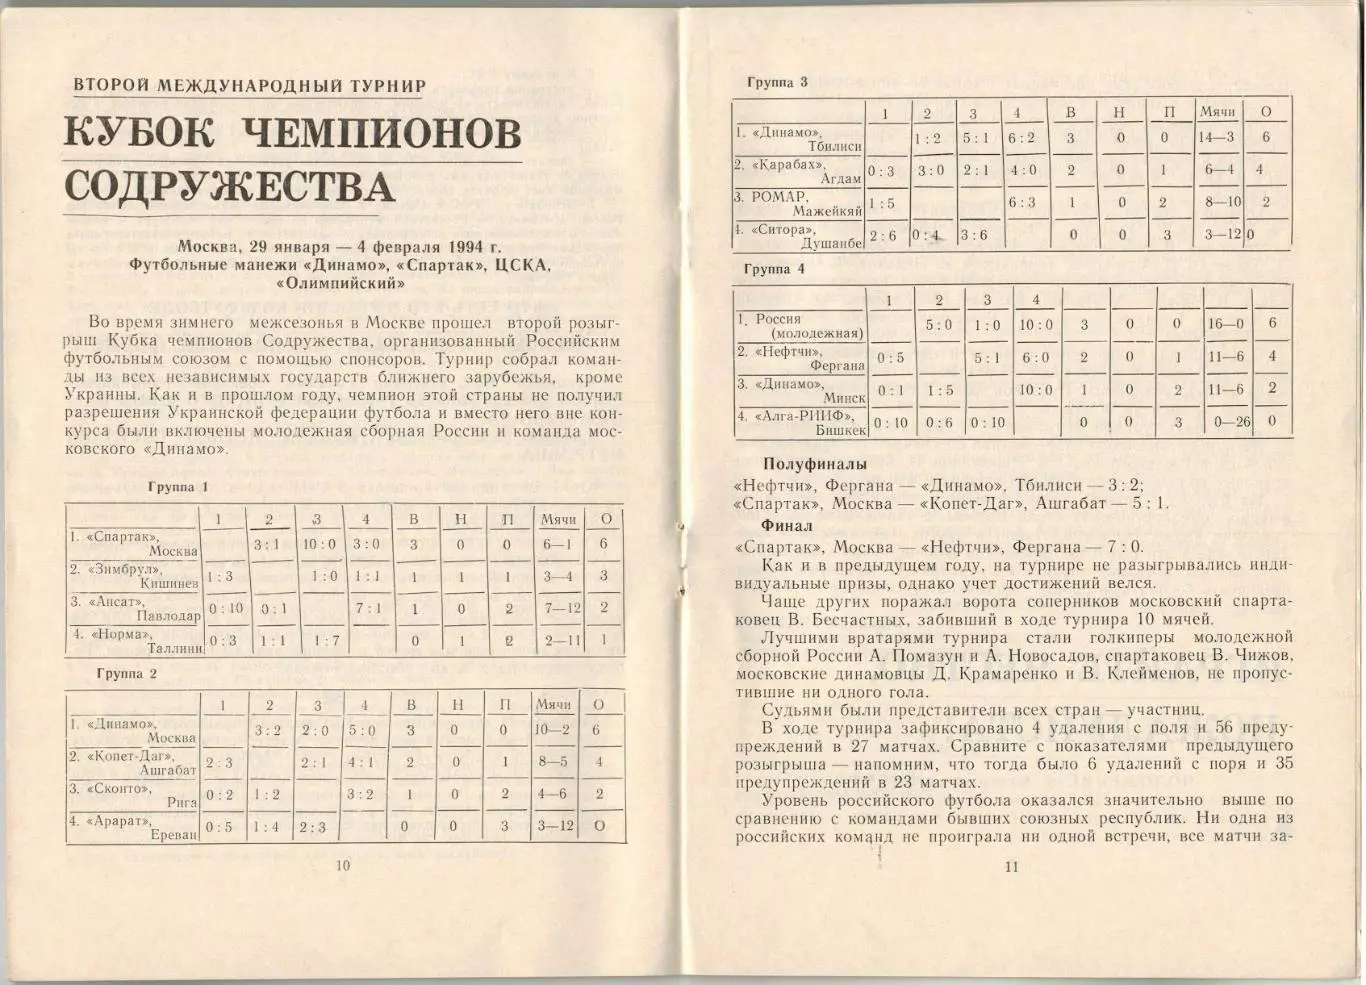 ВТОРОЙ МЕЖДУНАРОДНЫЙ ТУРНИР
КУБОК ЧЕМПИОНОВ
СОДРУЖЕСТВА
Москва, 29 января — 4 февраля 1994 г.
Футбольные манежи «Динамо», «Спартак», ЦСКА,
«Олимпийский»
Во время зимнего межсезонья в Москве прошел второй розыг-
рыш Кубка чемпионов Содружества, организованный Российским
футбольным союзом с помощью спонсоров. Турнир собрал коман-
ды из всех независимых государств ближнего зарубежья, кроме
Украины. Как и в прошлом году, чемпион этой страны не получил
разрешения Украинской федерации футбола и вместо него вне кон-
курса были включены молодежная сборная России и команда мос-
ковского «Динамо».
Группа 1
1 2 3 4 В Н П Мячи О
1. «Спартак»,
Москва 3:1 10:0 3:0 3 0 0 6—1 6
2. «Зимбрул»,
Кишинев 1:3 1:0 1:1 1 1 1 3—4 3
3. «Ансат»,
Павлодар 0:10 0:1 7:1 1 0 2 7—12 2
4. «Норма»,
Таллинн 0:3 1:1 1:7 0 1 2 2—11 1
Группа 2
1 2 3 4 В Н П Мячи О
1. «Динамо»,
Москва 3:2 2:0 5:0 3 0 0 10—2 6
2. «Копет-Даг»,
Ашгабат 2:3 2:1 4:1 2 0 1 8—5 4
3. «Сконто»,
Рига 0:2 1:2 3:2 1 0 2 4—6 2
4. «Арарат»,
Ереван 0:5 1:4 2:3 0 0 3 3—12 О
10
Группа 3
1 2 3 4 В Н П Мячи О
1. «Динамо»,
Тбилиси 1:2 5:1 6:2 3 0 0 14—3 6
2. «Карабах»,
Агдам 0:3 3:0 2:1 4:0 2 0 1 6—4 4
3. РОМАР,
Мажейкяй 1:5 6:3 1 0 2 8—10 2
4. «Ситора»,
Душанбе 2:6 0:4 3:6 0 0 3 3—12 0
Группа 4
1 2 3 4
1. Россия
(молодежная) 5:0 1:0 10:0 3 0 0 16—0 6
2. «Нефтчи»,
Фергана 0:5 5:1 6:0 2 0 1 11—6 4
3. «Динамо»,
Минск 0:1 1:5 10:0 1 0 2 11—6 2
4. «Алга-РИИФ»,
Бишкек 0:10 0:6 0:10 0 0 3 0—26 0
Полуфиналы
«Нефтчи», Фергана — «Динамо», Тбилиси — 3:2;
«Спартак», Москва — «Копет-Даг», Ашгабат — 5:1.
Финал
«Спартак», Москва — «Нефтчи», Фергана — 7:0.
Как и в предыдущем году, на турнире не разыгрывались инди-
видуальные призы, однако учет достижений велся.
Чаще других поражал ворота соперников московский спарта-
ковец В. Бесчастных, забивший в ходе турнира 10 мячей.
Лучшими вратарями турнира стали голкиперы молодежной
сборной России А. Помазун и А. Новосадов, спартаковец В. Чижов,
московские динамовцы Д. Крамаренко и В. Клейменов, не пропус-
тившие ни одного гола.
Судьями были представители всех стран — участниц.
В ходе турнира зафиксировано 4 удаления с поля и 56 преду-
преждений в 27 матчах. Сравните с показателями предыдущего
розыгрыша — напомним, что тогда было 6 удалений с поря и 35
предупреждений в 23 матчах.
Уровень российского футбола оказался значительно выше по
сравнению с командами бывших союзных республик. Ни одна из
российских команд не проиграла ни одной встречи, все матчи за-
11